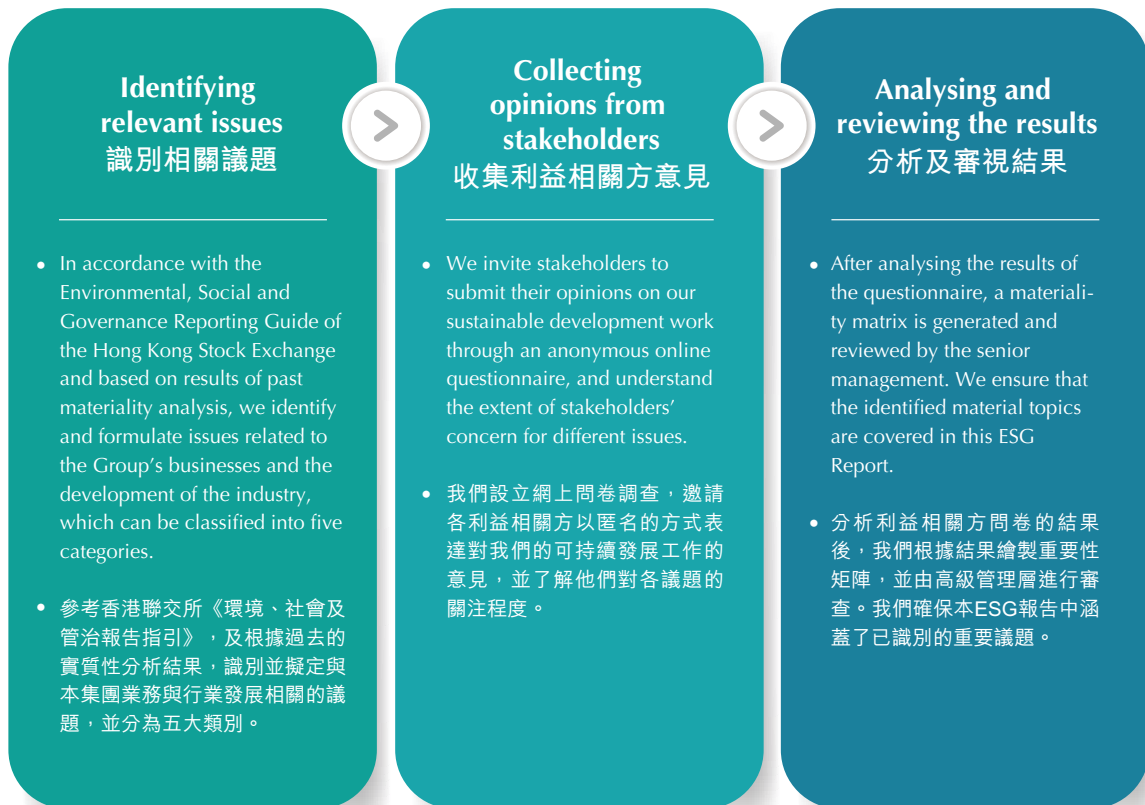 Identifying
relevant issues
識別相關議題
• In accordance with the
Environmental, Social and
Governance Reporting Guide of
the Hong Kong Stock Exchange
and based on results of past
materiality analysis, we identify
and formulate issues related to
the Group's businesses and the
development of the industry,
which can be classified into five
categories.
• 參考香港聯交所《環境、社會及
管治報告指引》，及根據過去的
實質性分析結果，識別並擬定與
本集團業務與行業發展相關的議
題，並分為五大類別。
Collecting
opinions from
stakeholders
收集利益相關方意見
• We invite stakeholders to
submit their opinions on our
sustainable development work
through an anonymous online
questionnaire, and understand
the extent of stakeholders'
concern for different issues.
• 我們設立網上問卷調查，邀請
各利益相關方以匿名的方式表
達對我們的可持續發展工作的
意見，並了解他們對各議題的
關注程度。
Analysing and
reviewing the results
分析及審視結果
• After analysing the results of
the questionnaire, a materiali-
ty matrix is generated and
reviewed by the senior
management. We ensure that
the identified material topics
are covered in this ESG
Report.
• 分析利益相關方問卷的結果
後，我們根據結果繪製重要性
矩陣，並由高級管理層進行審
查。我們確保本ESG報告中涵
蓋了已識別的重要議題。